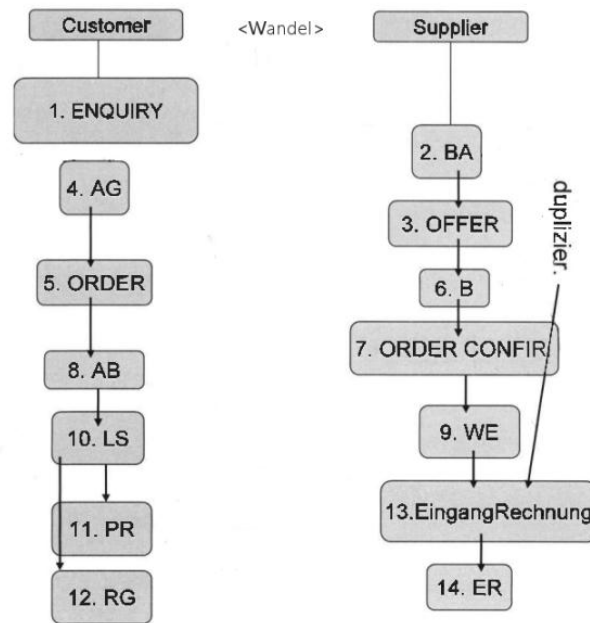 Customer
<Wandel>
Supplier
1. ENQUIRY
2. BA
4. AG
3. OFFER
duplizier.
5. ORDER
6. B
7. ORDER CONFIR.
8. AB
9. WE
10. LS
11. PR
13.EingangRechnung
12. RG
14. ER